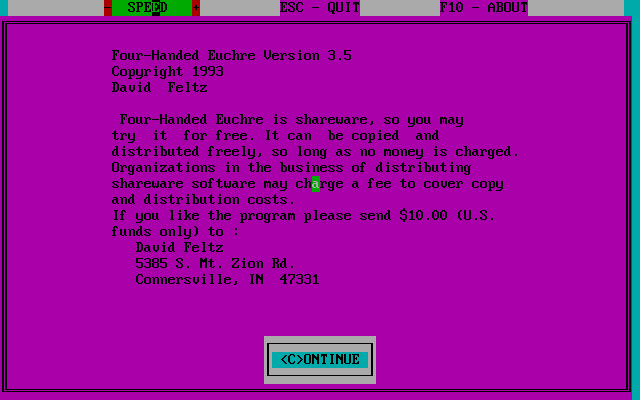 - SPEED + ESC - QUIT F10 - ABOUT
Four-Handed Euchre Version 3.5
Copyright 1993
David Feltz
Four-Handed Euchre is shareware, so you may
try it for free. It can be copied and
distributed freely, so long as no money is charged.
Organizations in the business of distributing
shareware software may charge a fee to cover copy
and distribution costs.
If you like the program please send $10.00 (U.S.
funds only) to :
David Feltz
5385 S. Mt. Zion Rd.
Connersville, IN 47331
<C>ONTINUE